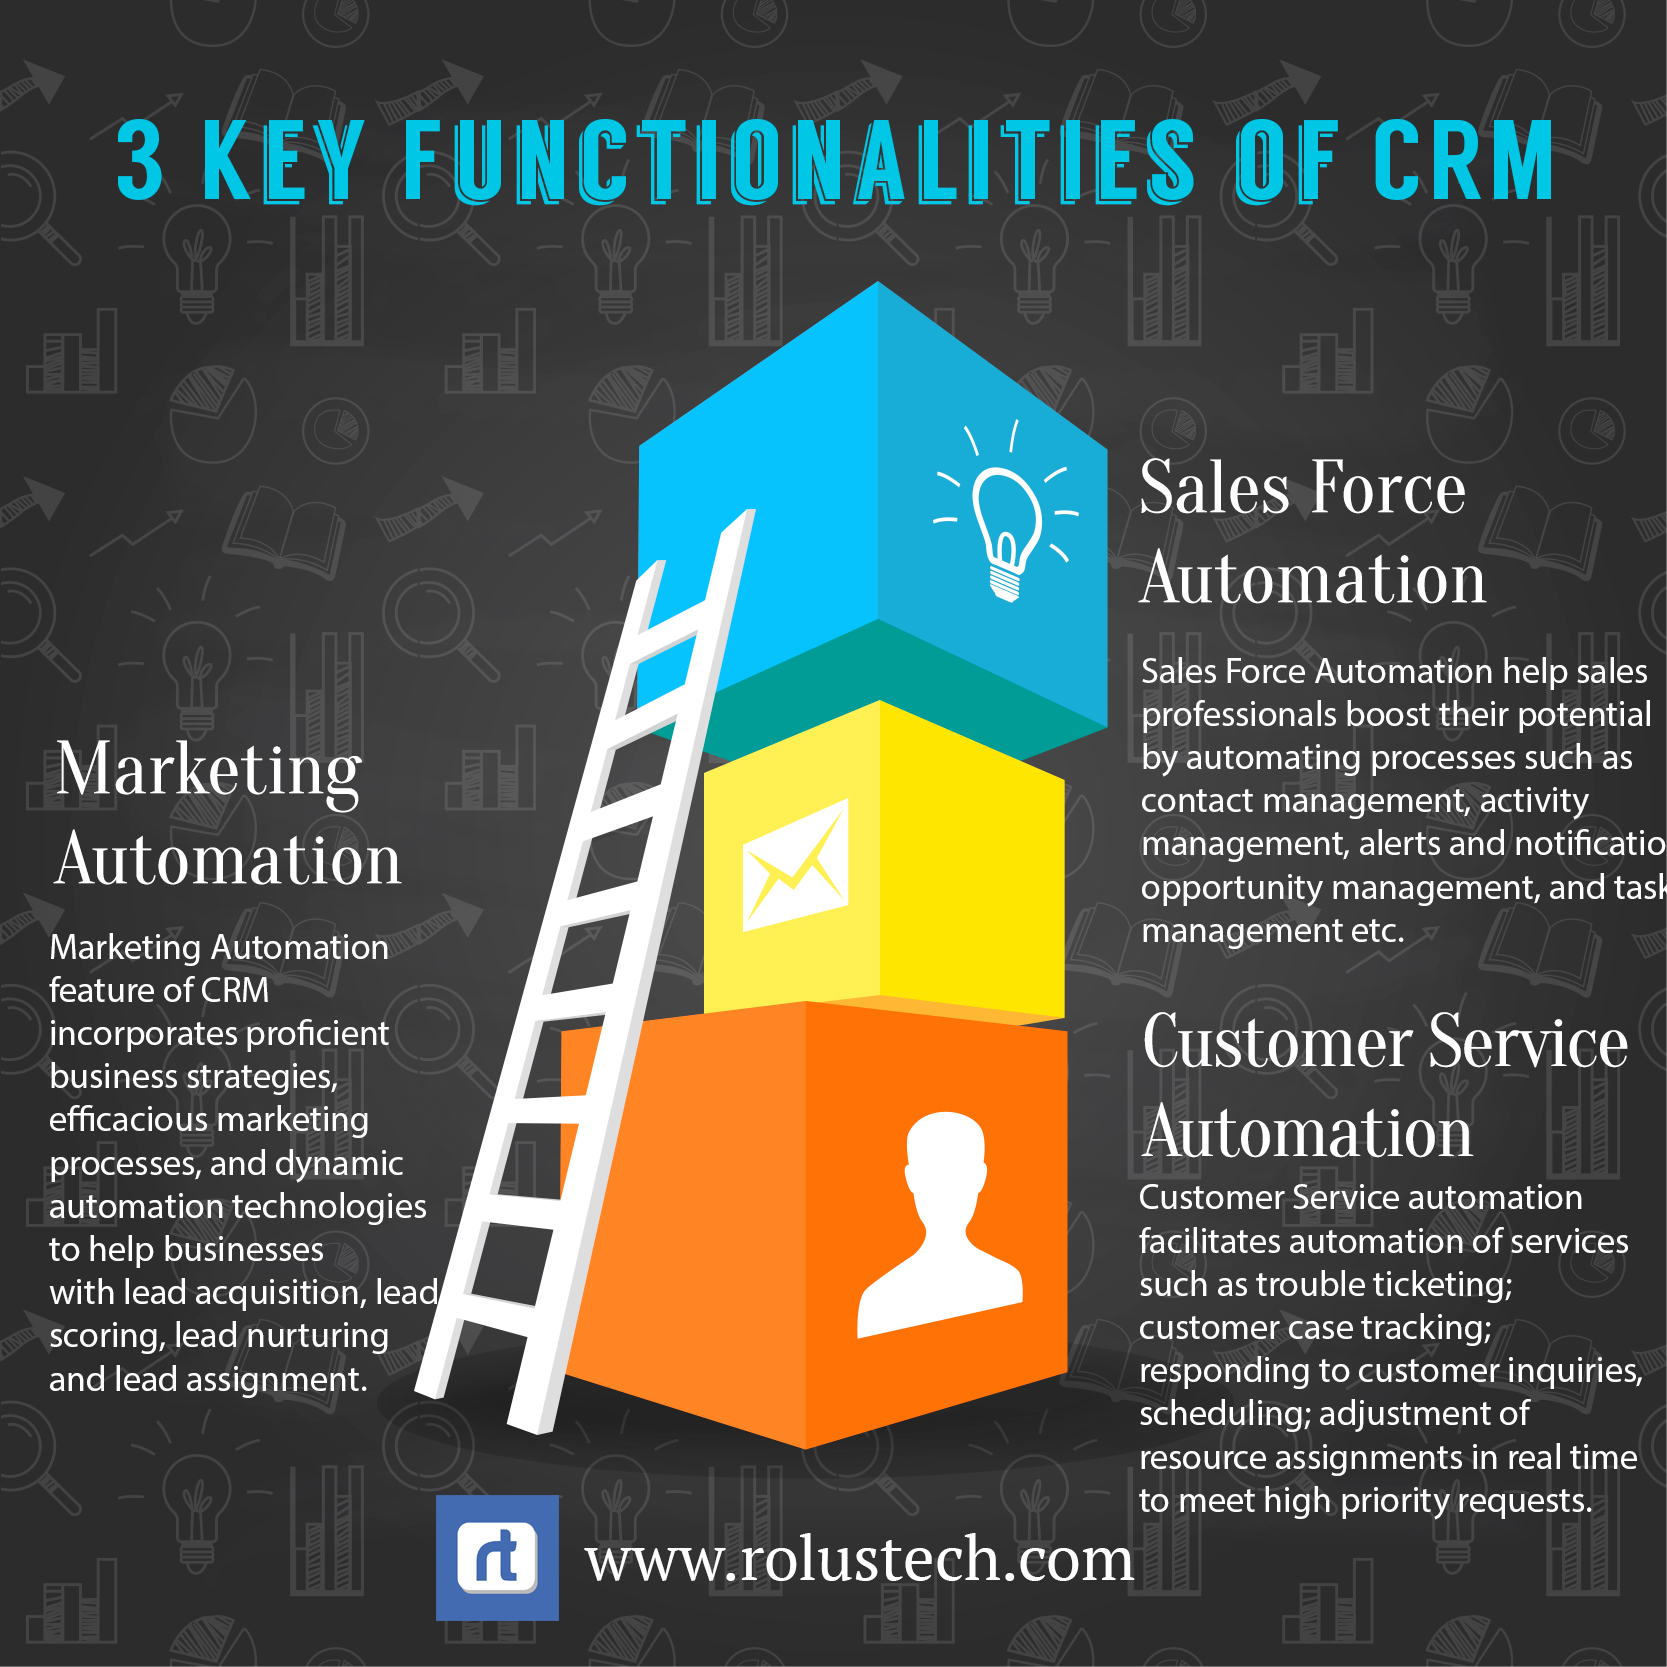 3 KEY FUNCTIONALITIES OF CRM
Sales Force
Automation
Sales Force Automation help sales
professionals boost their potential
by automating processes such as
contact management, activity
management, alerts and notificatio
opportunity management, and task
management etc.
Marketing
Automation
Marketing Automation
feature of CRM
incorporates proficient
business strategies,
efficacious marketing
processes, and dynamic
automation technologies
to help businesses
with lead acquisition, lead
scoring, lead nurturing
and lead assignment.
Customer Service
Automation
Customer Service automation
facilitates automation of services
such as trouble ticketing;
customer case tracking;
responding to customer inquiries,
scheduling; adjustment of
resource assignments in real time
to meet high priority requests.
rt
www.rolustech.com